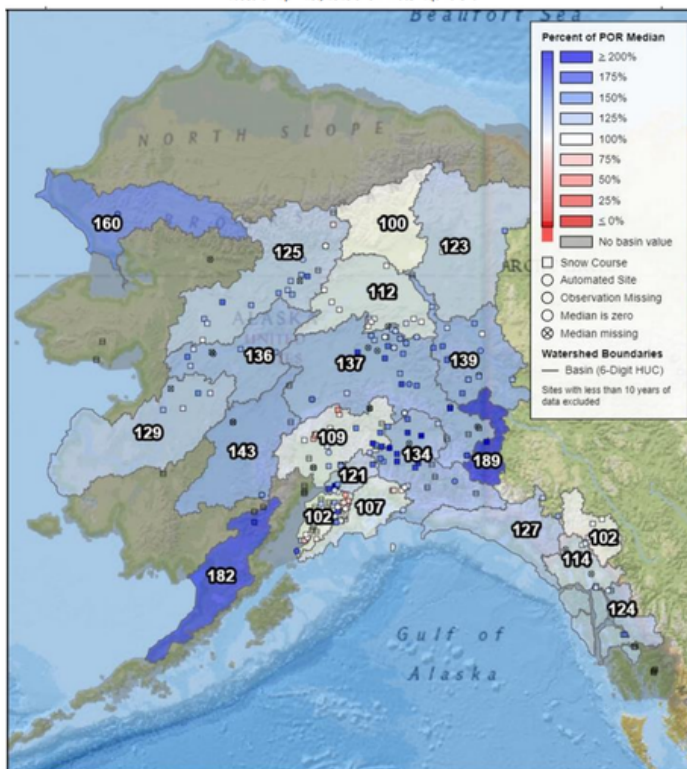 Beaufort Sea
Percent of POR Median
≥ 200%
175%
150%
125%
100%
75%
50%
25%
≤ 0%
No basin value
Snow Course
Automated Site
Observation Missing
Median is zero
Median missing
Watershed Boundaries
Basin (6-Digit HUC)
Sites with less than 10 years of
data excluded
NORTH SLOPE
160
100
125
123
ARC
112
ALASKA
UNITED
136
137
139
129
109
143
134
189
121
102
107
127
102
114
182
124
Gulf of
Alaska